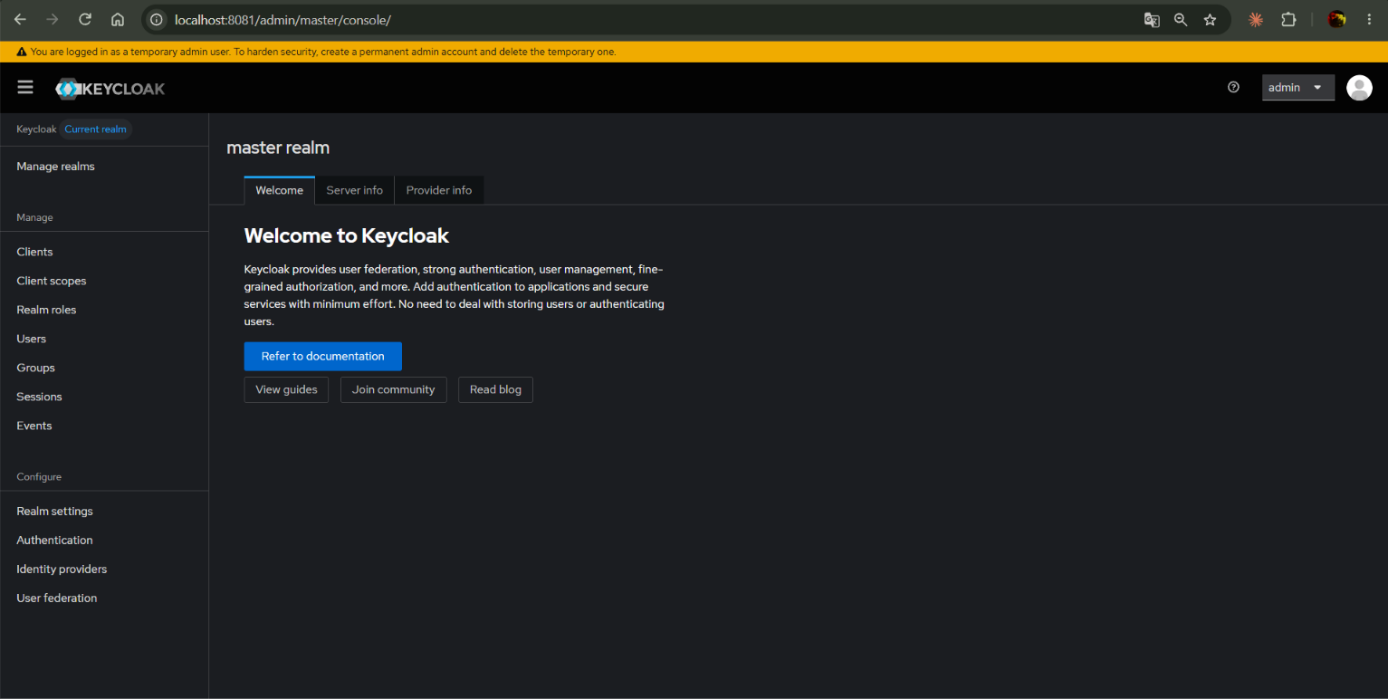 localhost:8081/admin/master/console/
You are logged in as a temporary admin user. To harden security, create a permanent admin account and delete the temporary one.
KEYCLOAK
admin
Keycloak Current realm
Manage realms
Manage
Clients
Client scopes
Realm roles
Users
Groups
Sessions
Events
Configure
Realm settings
Authentication
Identity providers
User federation
master realm
Welcome Server info Provider info
Welcome to Keycloak
Keycloak provides user federation, strong authentication, user management, fine-
grained authorization, and more. Add authentication to applications and secure
services with minimum effort. No need to deal with storing users or authenticating
users.
Refer to documentation
View guides Join community Read blog